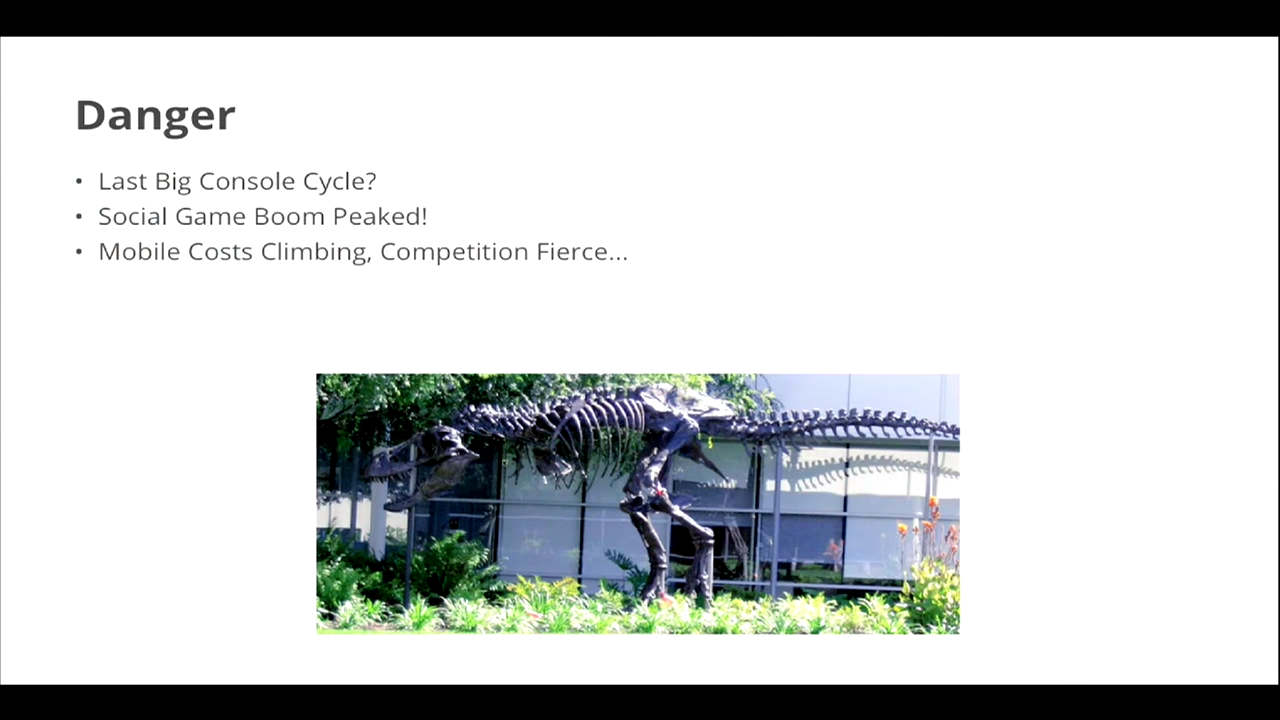 Danger
• Last Big Console Cycle?
• Social Game Boom Peaked!
• Mobile Costs Climbing, Competition Fierce...